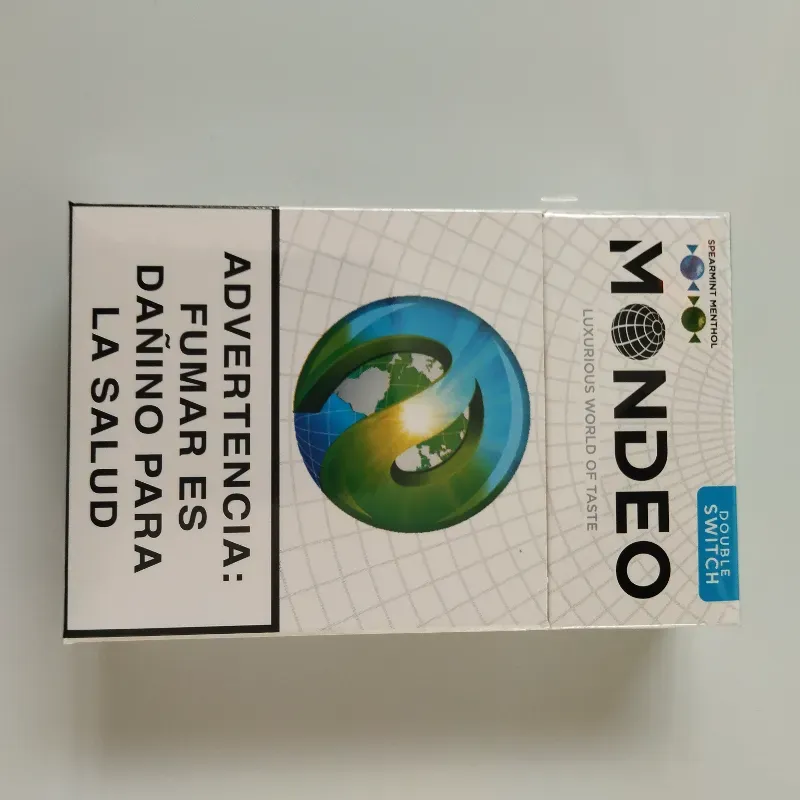 SPEARMINT MENTHOL
DOUBLE
SWITCH
MONDEO
LUXURIOUS WORLD OF TASTE
ADVERTENCIA:
FUMAR ES
DAÑINO PARA
LA SALUD